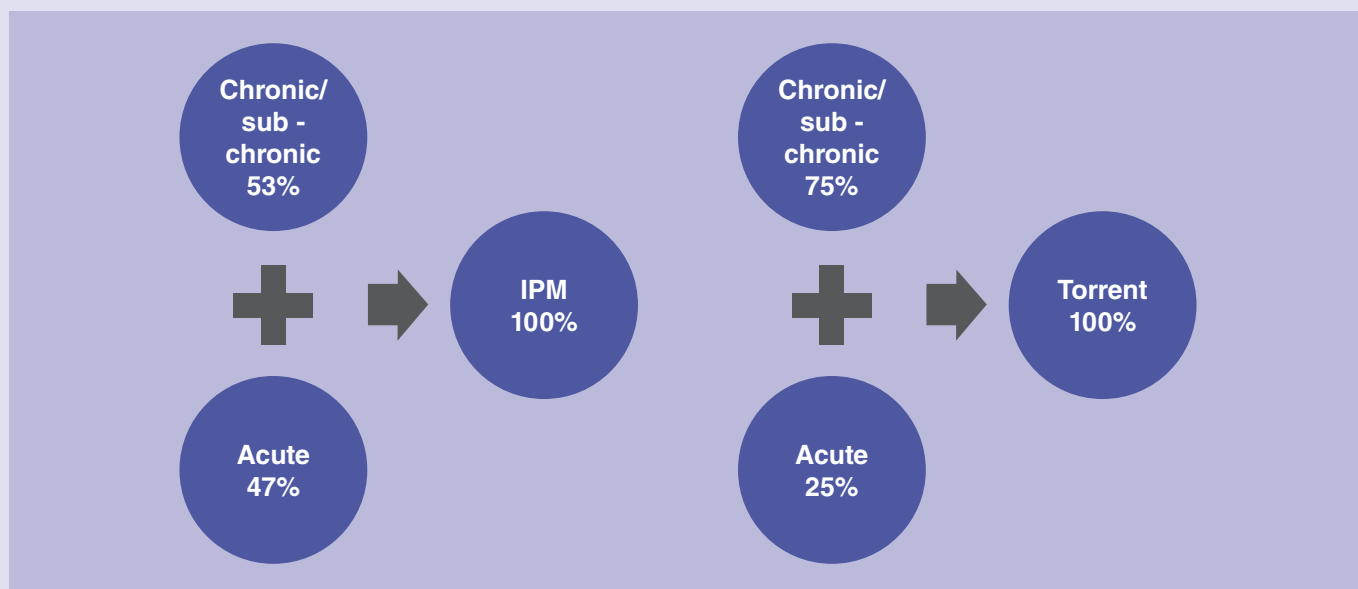 Chronic/
sub -
chronic
53%
Acute
47%
IPM
100%
Chronic/
sub -
chronic
75%
Acute
25%
Torrent
100%